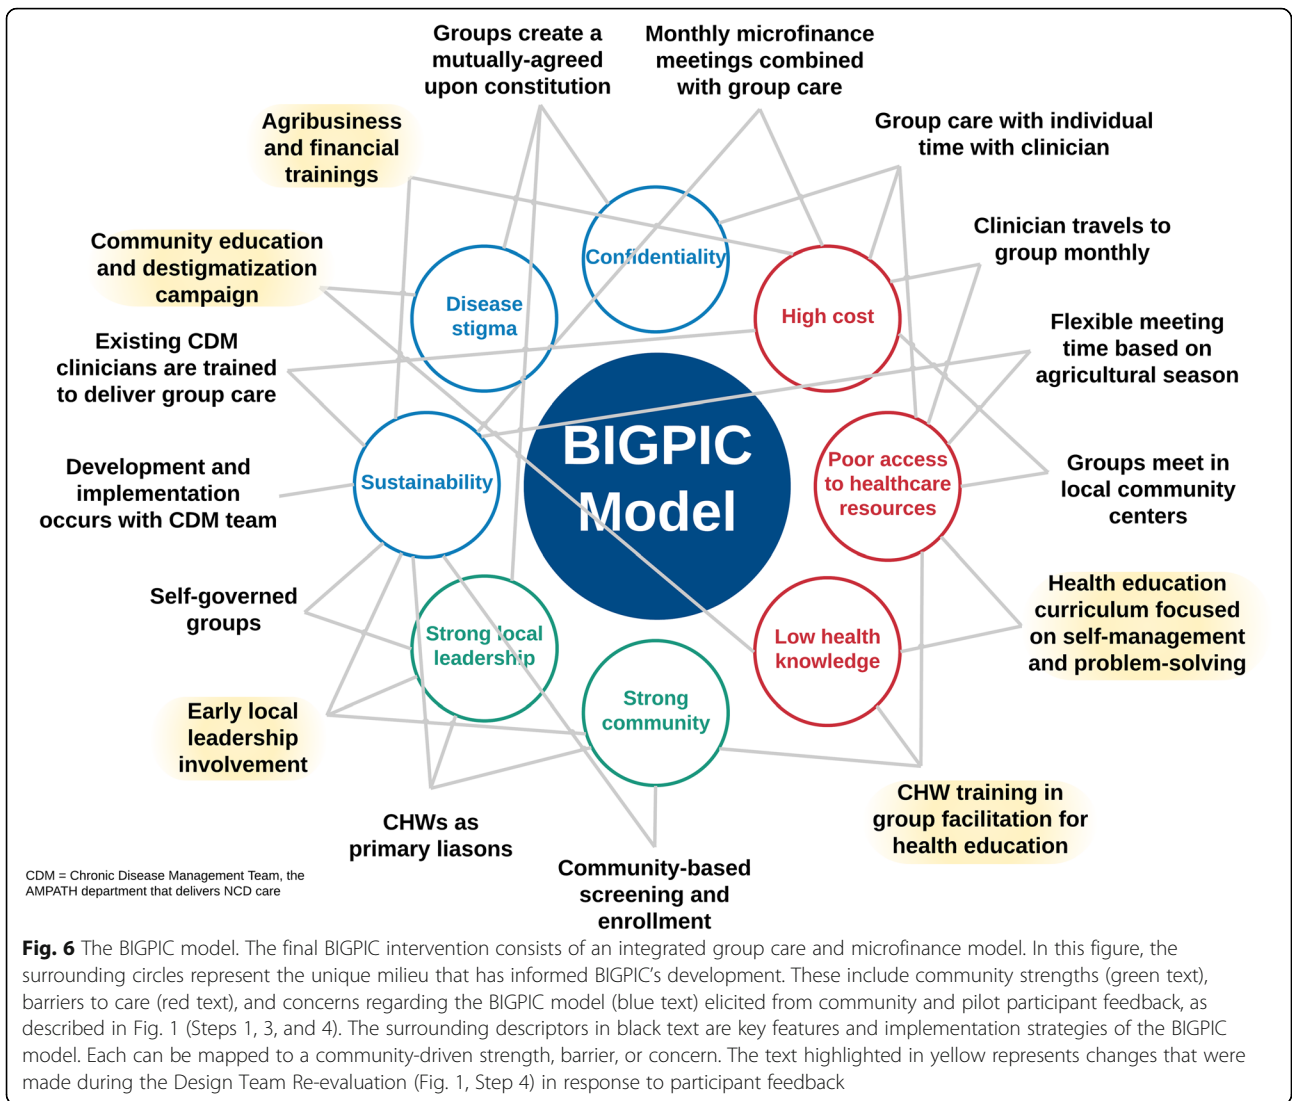 Groups create a
mutually-agreed
upon constitution
Monthly microfinance
meetings combined
with group care
Agribusiness
and financial
trainings
Group care with individual
time with clinician
Community education
and destigmatization
campaign
Clinician travels to
group monthly
Confidentiality
Disease
stigma
High cost
Existing CDM
clinicians are trained
to deliver group care
Flexible meeting
time based on
agricultural season
BIGPIC
Model
Sustainability
Poor access
to healthcare
resources
Development and
implementation
occurs with CDM team
Groups meet in
local community
centers
Self-governed
groups
Strong local
leadership
Low health
knowledge
Health education
curriculum focused
on self-management
and problem-solving
Strong
community
Early local
leadership
involvement
CHWs as
primary liasons
Community-based
screening and
enrollment
CHW training in
group facilitation for
health education
CDM = Chronic Disease Management Team, the
AMPATH department that delivers NCD care
Fig. 6 The BIGPIC model. The final BIGPIC intervention consists of an integrated group care and microfinance model. In this figure, the
surrounding circles represent the unique milieu that has informed BIGPIC's development. These include community strengths (green text),
barriers to care (red text), and concerns regarding the BIGPIC model (blue text) elicited from community and pilot participant feedback, as
described in Fig. 1 (Steps 1, 3, and 4). The surrounding descriptors in black text are key features and implementation strategies of the BIGPIC
model. Each can be mapped to a community-driven strength, barrier, or concern. The text highlighted in yellow represents changes that were
made during the Design Team Re-evaluation (Fig. 1, Step 4) in response to participant feedback